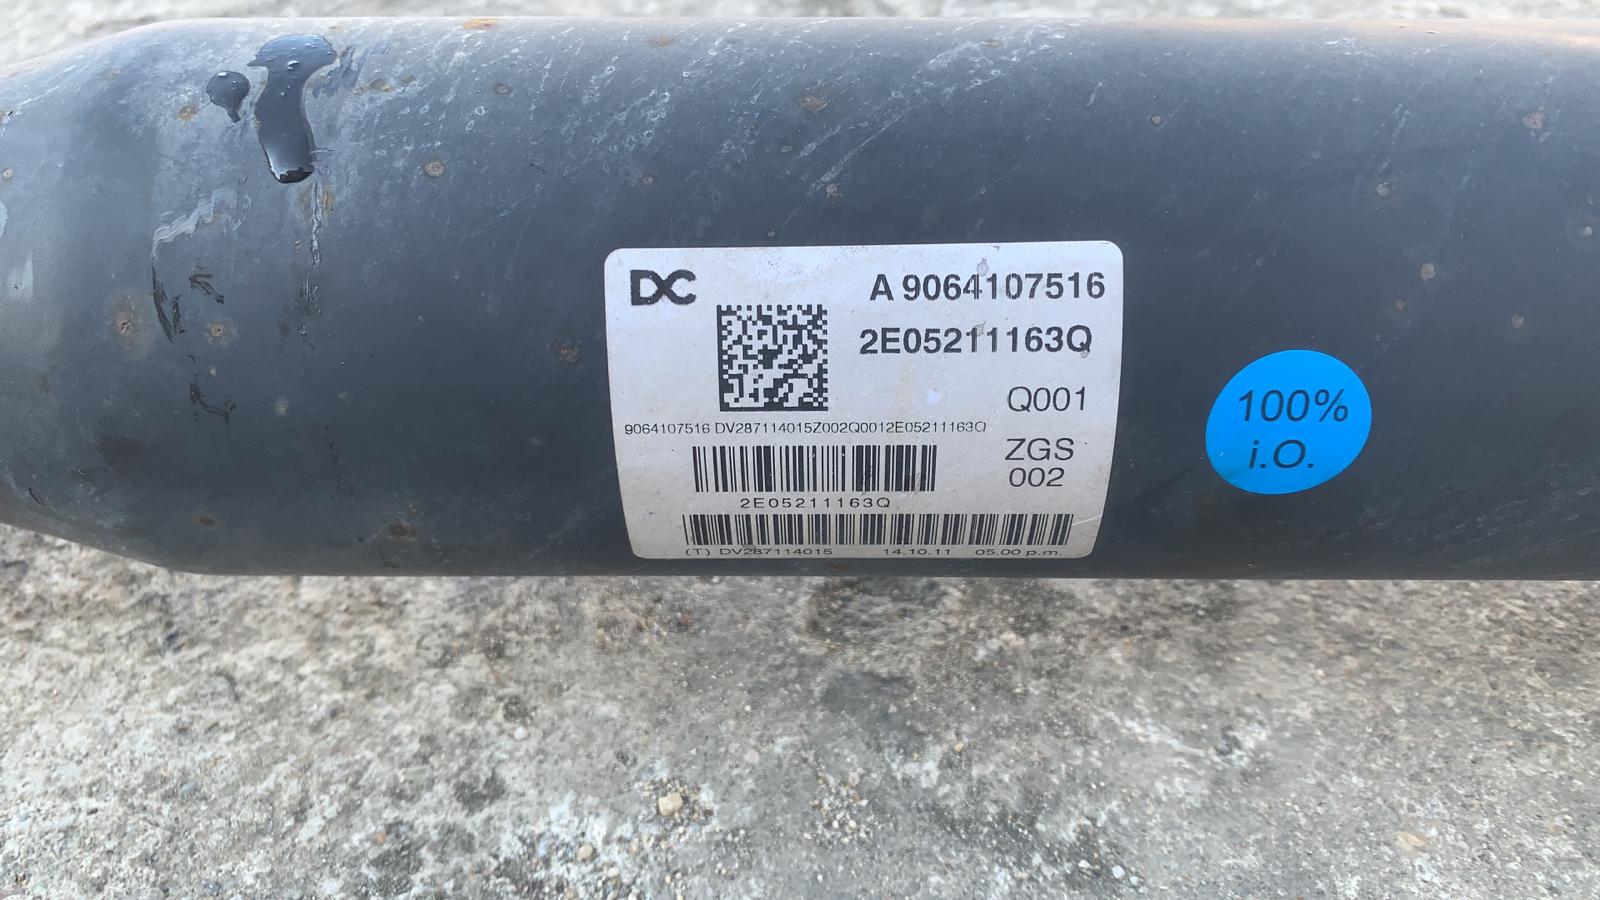 DC
A 9064107516
2E05211163Q
Q001
9064107516 DV287114015Z002Q0012E05211163Q
ZGS
002
2E05211163Q
(T) DV287114015 14.10.11 05.00 p.m.
100%
i.O.